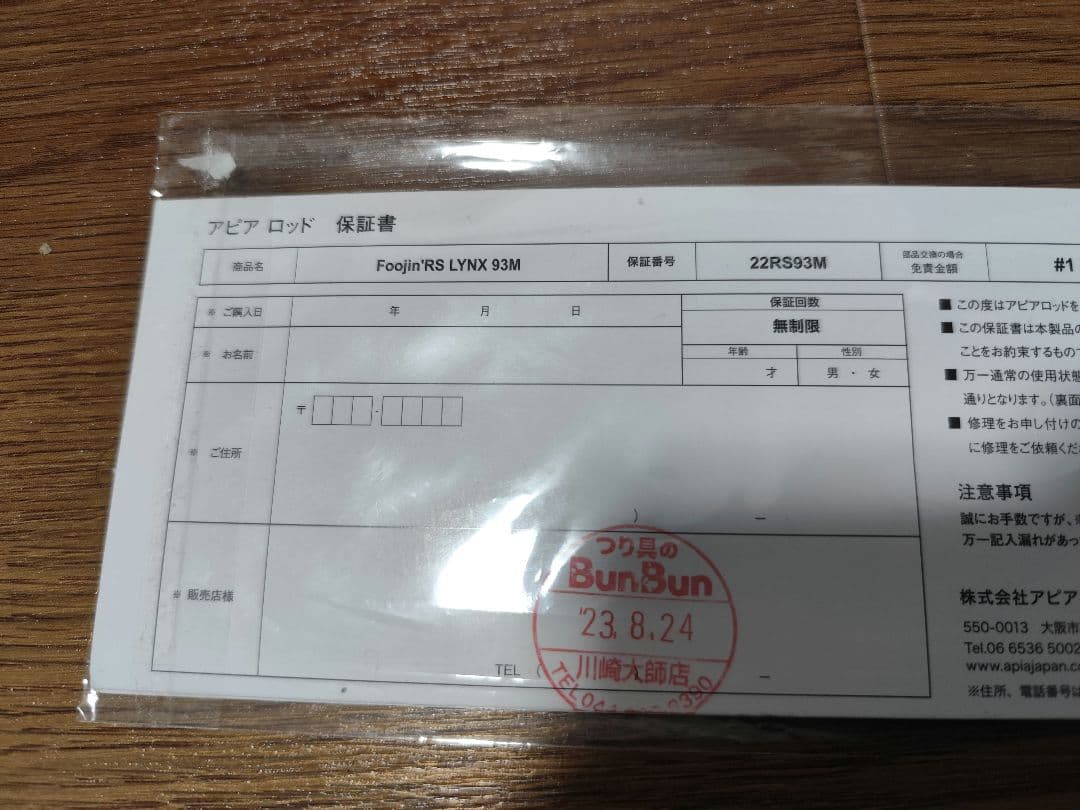 アピア ロッド 保証書
商品名 Foojin'RS LYNX 93M 保証番号 22RS93M 部品交換の場合 免責金額 #1
※ ご購入日 年 月 日
保証回数
無制限
※ お名前
年齢 性別
才 男 ・ 女
※ ご住所 〒 -
) −
※ 販売店様
TEL ( ) −
つり具の
BunBun
'23.8.24
川崎大師店
TEL044
■ この度はアピアロッドを
■ この保証書は本製品の
ことをお約束するもので
■ 万一通常の使用状態
通りとなります。(裏面
■ 修理をお申し付けの
に修理をご依頼くだ
注意事項
誠にお手数ですが、※
万一記入漏れがあっ
株式会社アピア
550-0013 大阪市
Tel.06 6536 5002
www.apiajapan.co
※住所、電話番号は